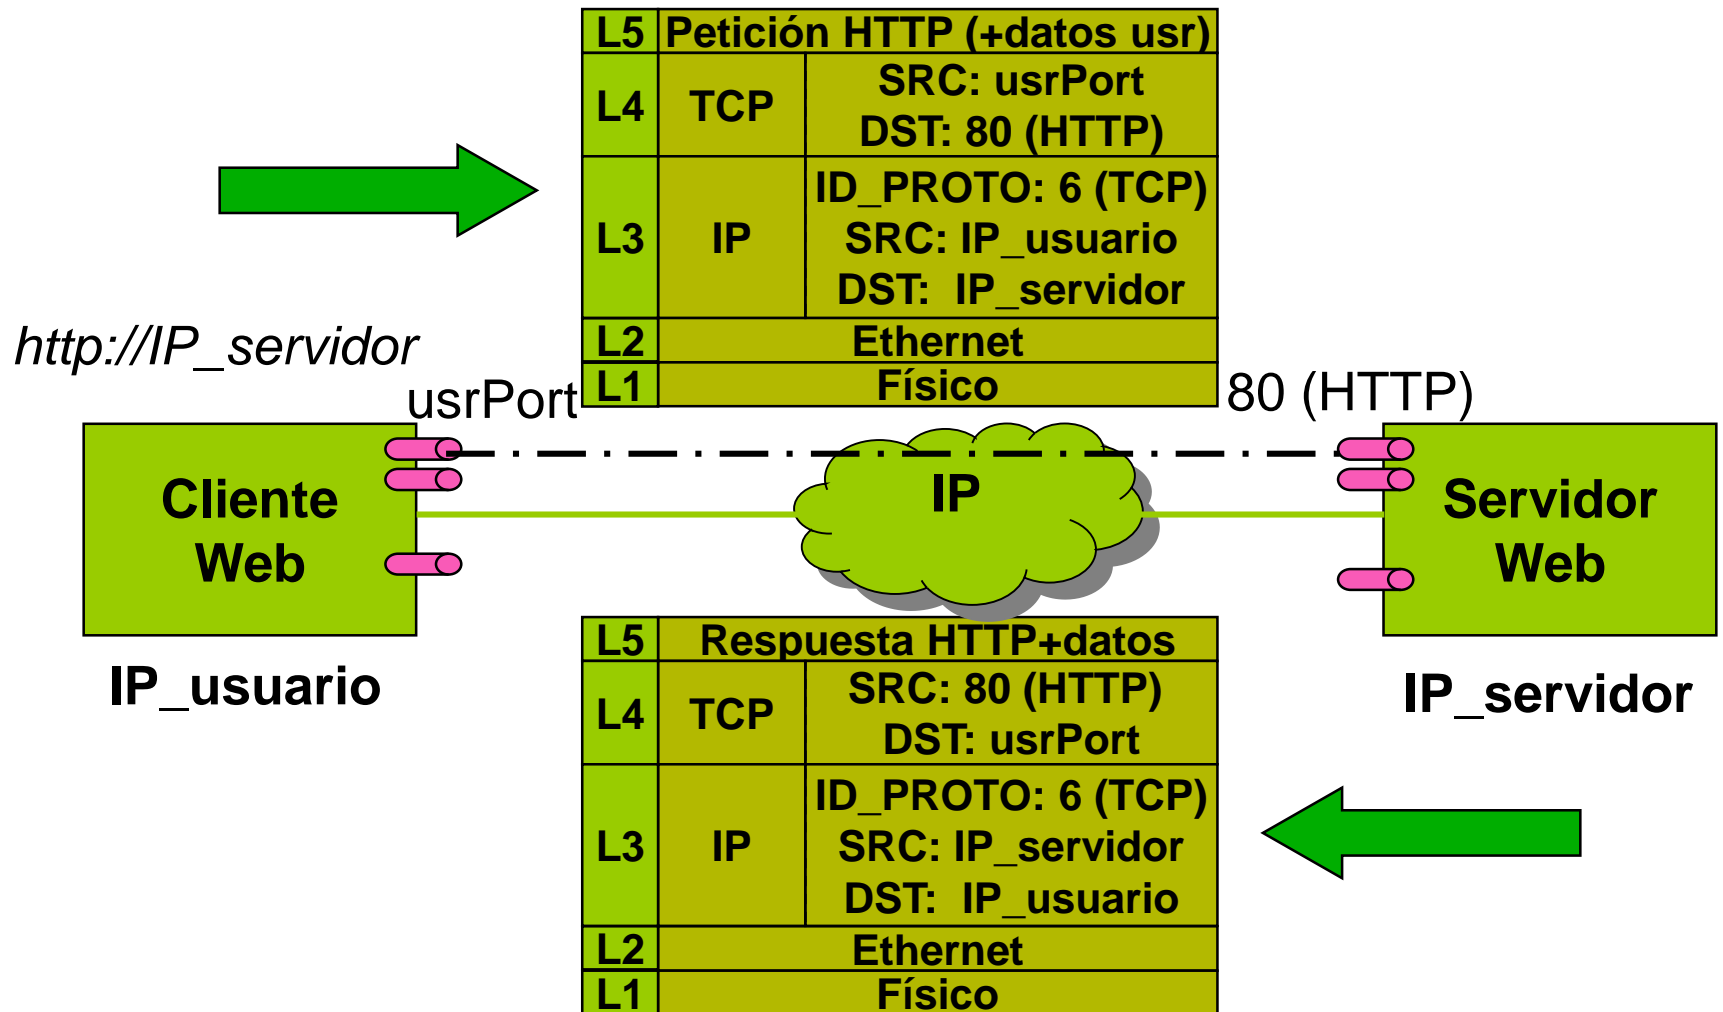 L5 Petición HTTP (+datos usr)
L4 TCP SRC: usrPort
DST: 80 (HTTP)
L3 IP ID_PROTO: 6 (TCP)
SRC: IP_usuario
DST: IP_servidor
L2 Ethernet
L1 Físico
http://IP_servidor
usrPort
80 (HTTP)
Cliente
Web
IP
Servidor
Web
IP_usuario
IP_servidor
L5 Respuesta HTTP+datos
L4 TCP SRC: 80 (HTTP)
DST: usrPort
L3 IP ID_PROTO: 6 (TCP)
SRC: IP_servidor
DST: IP_usuario
L2 Ethernet
L1 Físico